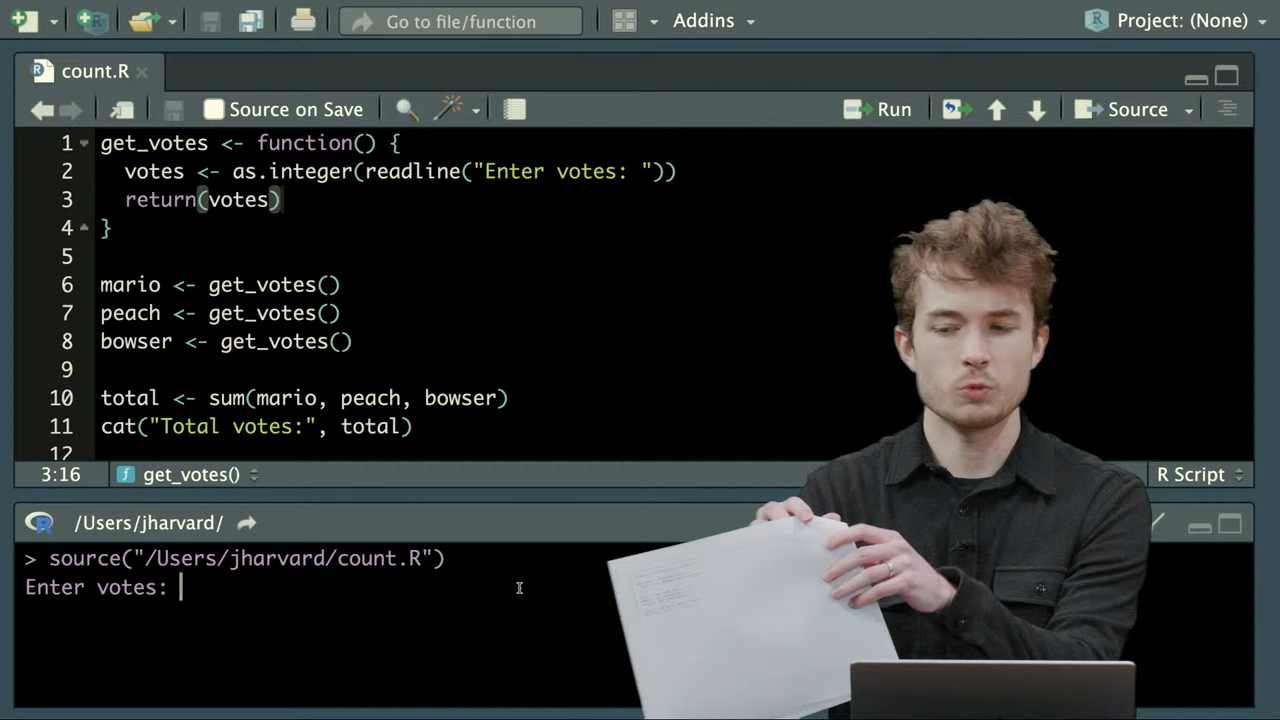 Go to file/function
Addins
Project: (None)
count.R
Source on Save
Run
Source
1 get_votes <- function() {
2 votes <- as.integer(readline("Enter votes: "))
3 return(votes)
4 }
5
6 mario <- get_votes()
7 peach <- get_votes()
8 bowser <- get_votes()
9
10 total <- sum(mario, peach, bowser)
11 cat("Total votes:", total)
12
3:16
get_votes()
R Script
/Users/jharvard/
> source("/Users/jharvard/count.R")
Enter votes: